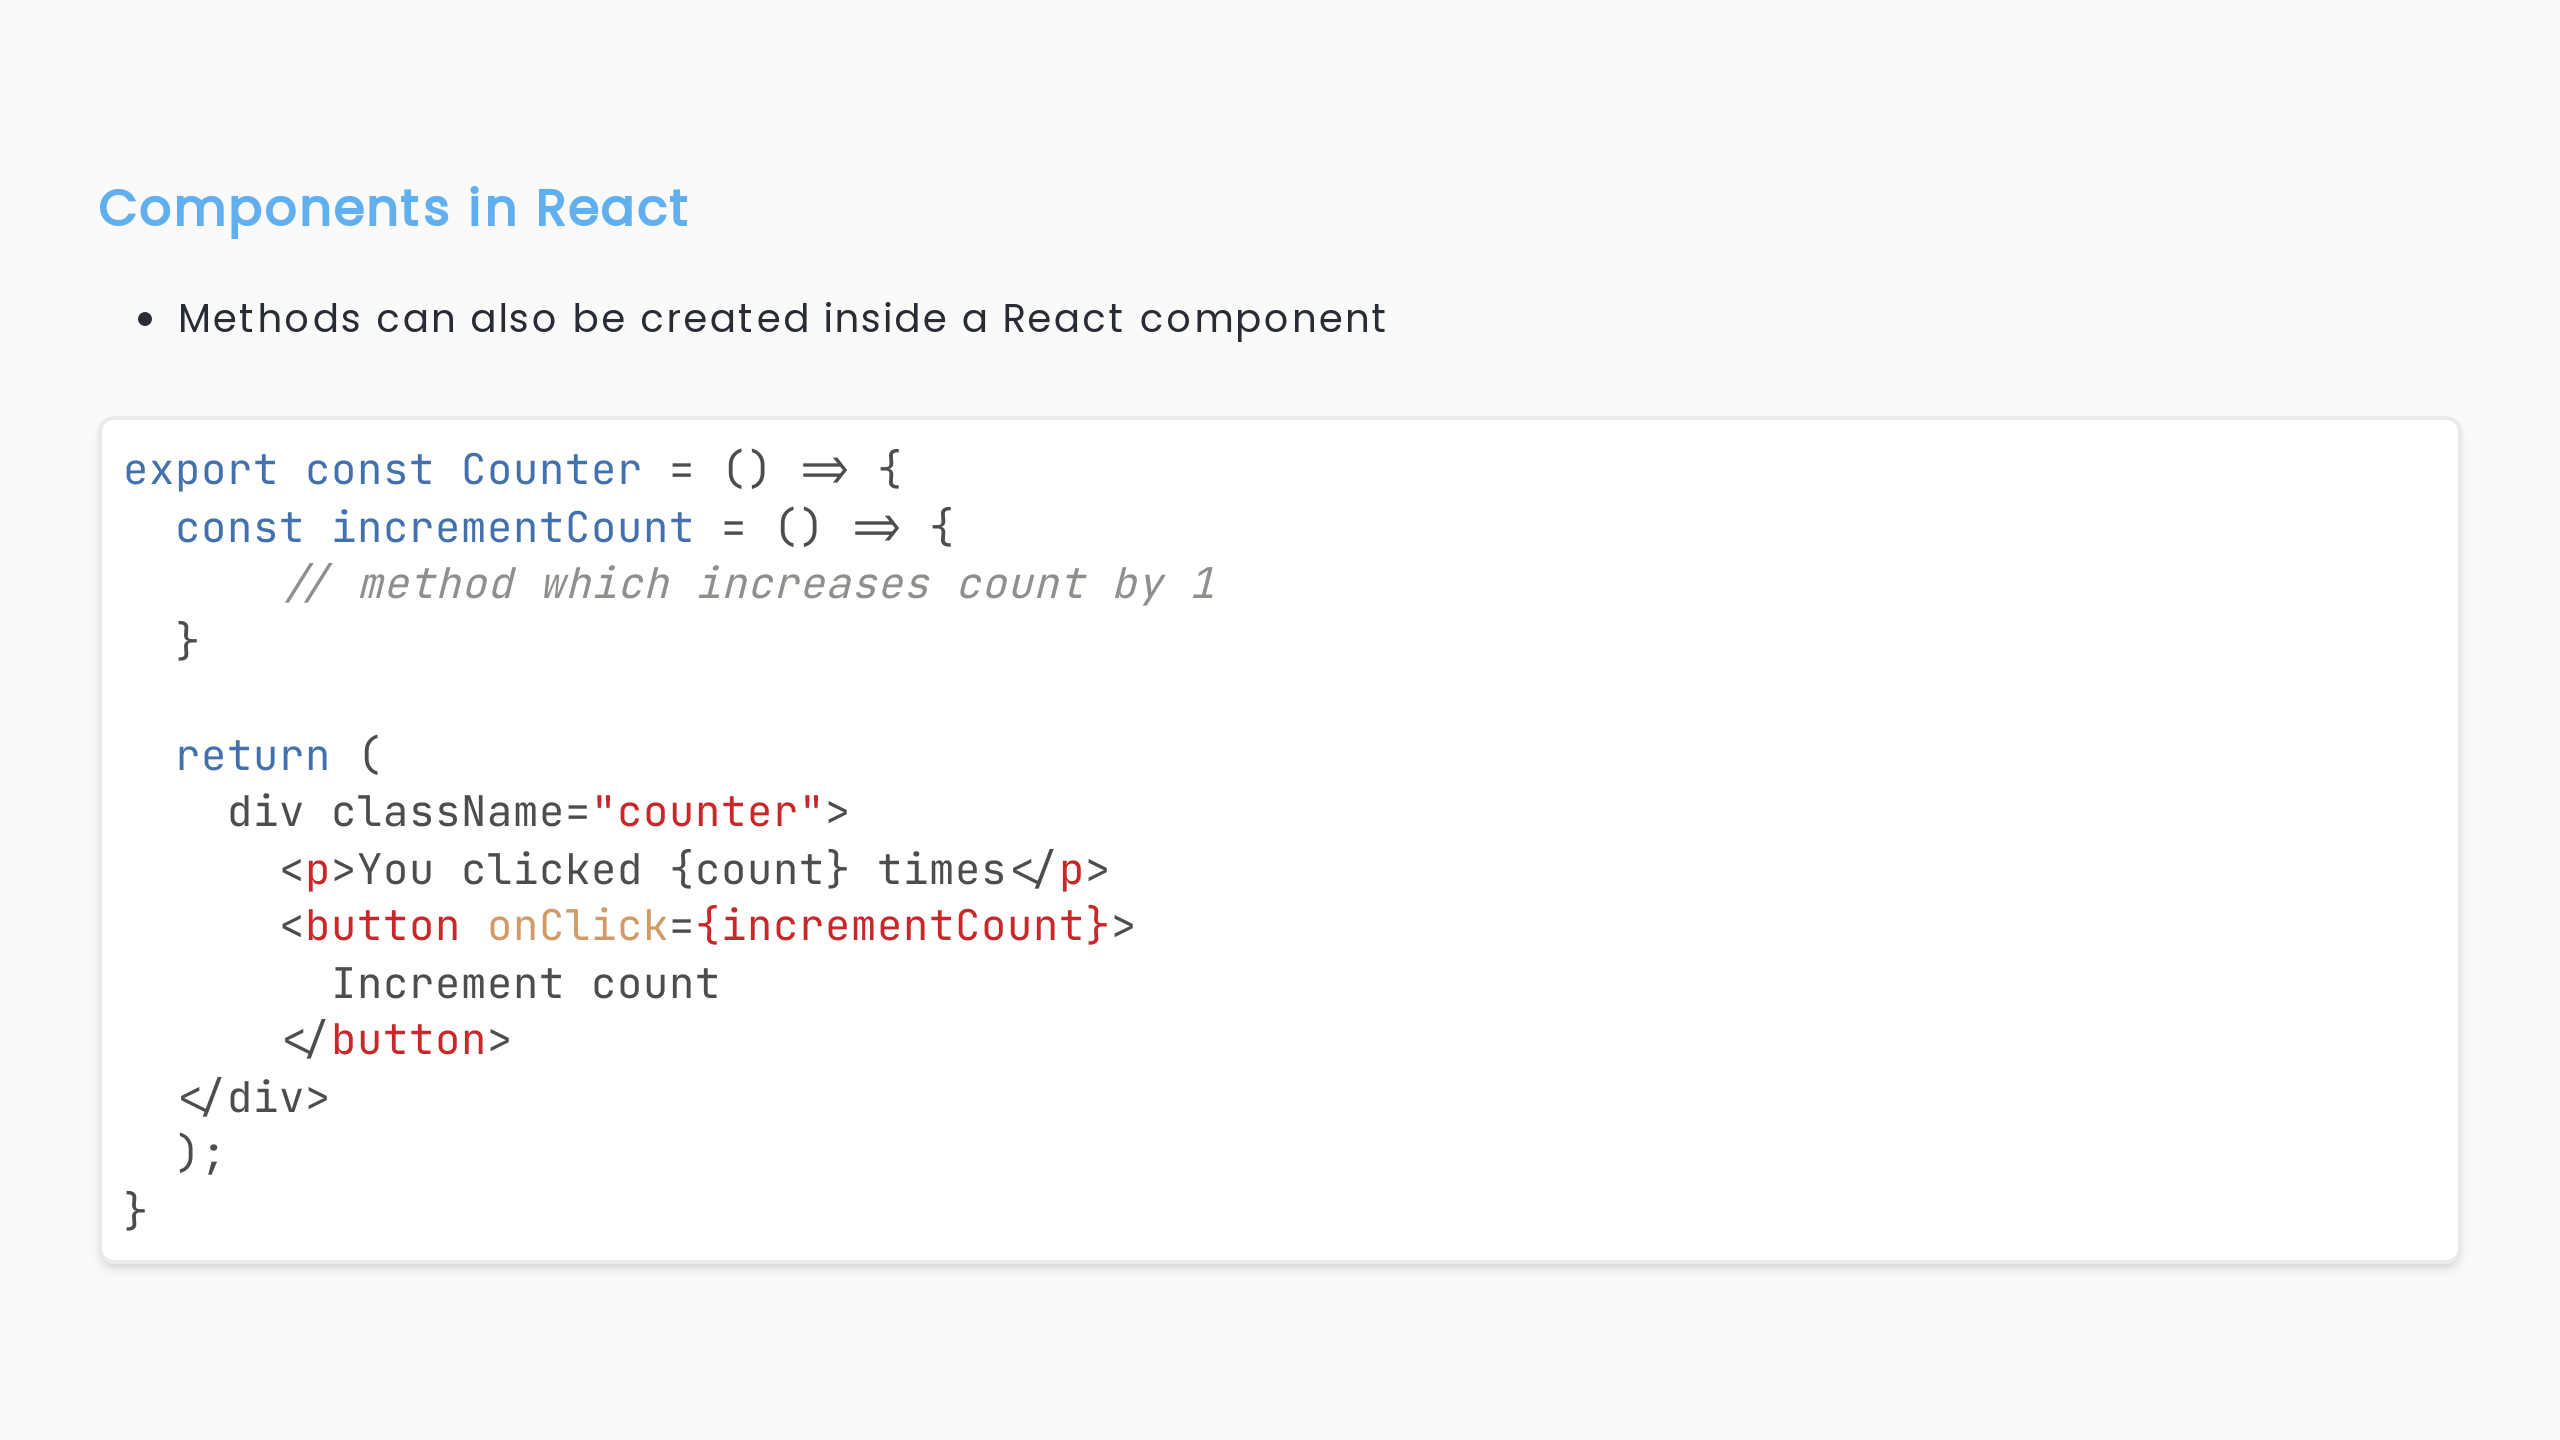 Components in React
• Methods can also be created inside a React component
export const Counter = () => {
  const incrementCount = () => {
      // method which increases count by 1
  }

  return (
    div className="counter">
      <p>You clicked {count} times</p>
      <button onClick={incrementCount}>
        Increment count
      </button>
  </div>
  );
}